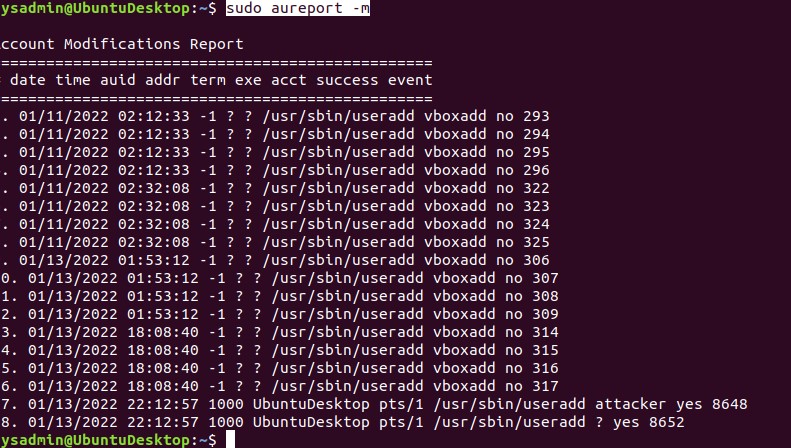 ysadmin@UbuntuDesktop:~$ sudo aureport -m
ccount Modifications Report
================================================
date time auid addr term exe acct success event
================================================
. 01/11/2022 02:12:33 -1 ? ? /usr/sbin/useradd vboxadd no 293
. 01/11/2022 02:12:33 -1 ? ? /usr/sbin/useradd vboxadd no 294
. 01/11/2022 02:12:33 -1 ? ? /usr/sbin/useradd vboxadd no 295
. 01/11/2022 02:12:33 -1 ? ? /usr/sbin/useradd vboxadd no 296
. 01/11/2022 02:32:08 -1 ? ? /usr/sbin/useradd vboxadd no 322
. 01/11/2022 02:32:08 -1 ? ? /usr/sbin/useradd vboxadd no 323
. 01/11/2022 02:32:08 -1 ? ? /usr/sbin/useradd vboxadd no 324
. 01/11/2022 02:32:08 -1 ? ? /usr/sbin/useradd vboxadd no 325
. 01/13/2022 01:53:12 -1 ? ? /usr/sbin/useradd vboxadd no 306
0. 01/13/2022 01:53:12 -1 ? ? /usr/sbin/useradd vboxadd no 307
1. 01/13/2022 01:53:12 -1 ? ? /usr/sbin/useradd vboxadd no 308
2. 01/13/2022 01:53:12 -1 ? ? /usr/sbin/useradd vboxadd no 309
3. 01/13/2022 18:08:40 -1 ? ? /usr/sbin/useradd vboxadd no 314
4. 01/13/2022 18:08:40 -1 ? ? /usr/sbin/useradd vboxadd no 315
5. 01/13/2022 18:08:40 -1 ? ? /usr/sbin/useradd vboxadd no 316
6. 01/13/2022 18:08:40 -1 ? ? /usr/sbin/useradd vboxadd no 317
7. 01/13/2022 22:12:57 1000 UbuntuDesktop pts/1 /usr/sbin/useradd attacker yes 8648
8. 01/13/2022 22:12:57 1000 UbuntuDesktop pts/1 /usr/sbin/useradd ? yes 8652
ysadmin@UbuntuDesktop:~$